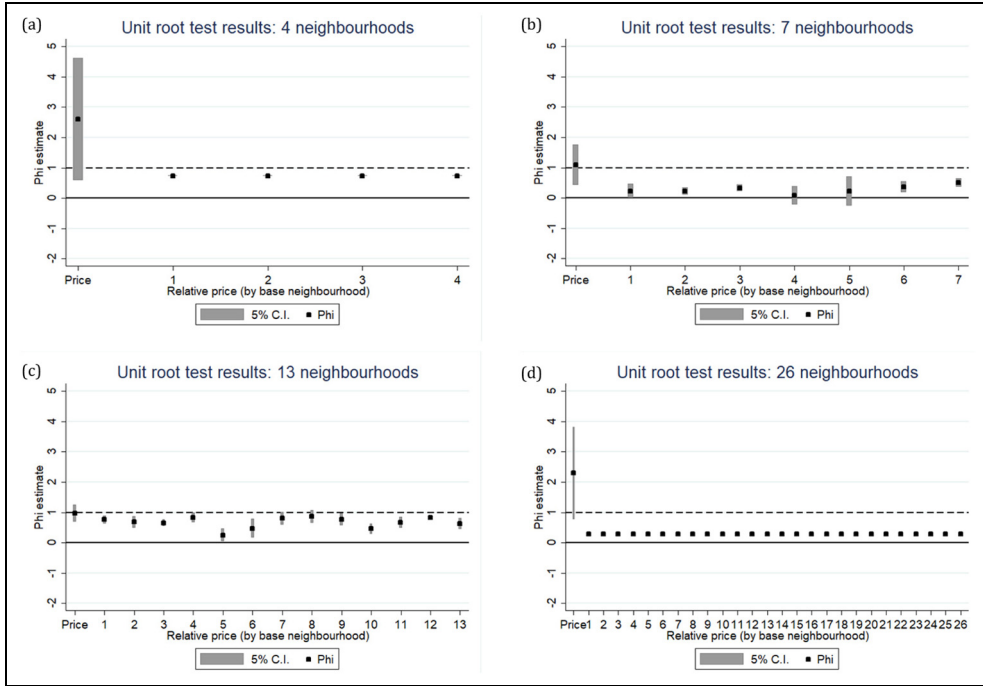 (a)
Unit root test results: 4 neighbourhoods
Phi estimate
5
4
3
2
1
0
-1
-2
Price 1 2 3 4
Relative price (by base neighbourhood)
5% C.I. Phi
(b)
Unit root test results: 7 neighbourhoods
Phi estimate
5
4
3
2
1
0
-1
-2
Price 1 2 3 4 5 6 7
Relative price (by base neighbourhood)
5% C.I. Phi
(c)
Unit root test results: 13 neighbourhoods
Phi estimate
5
4
3
2
1
0
-1
-2
Price 1 2 3 4 5 6 7 8 9 10 11 12 13
Relative price (by base neighbourhood)
5% C.I. Phi
(d)
Unit root test results: 26 neighbourhoods
Phi estimate
5
4
3
2
1
0
-1
-2
Price1 2 3 4 5 6 7 8 9 10 11 12 13 14 15 16 17 18 19 20 21 22 23 24 25 26
Relative price (by base neighbourhood)
5% C.I. Phi